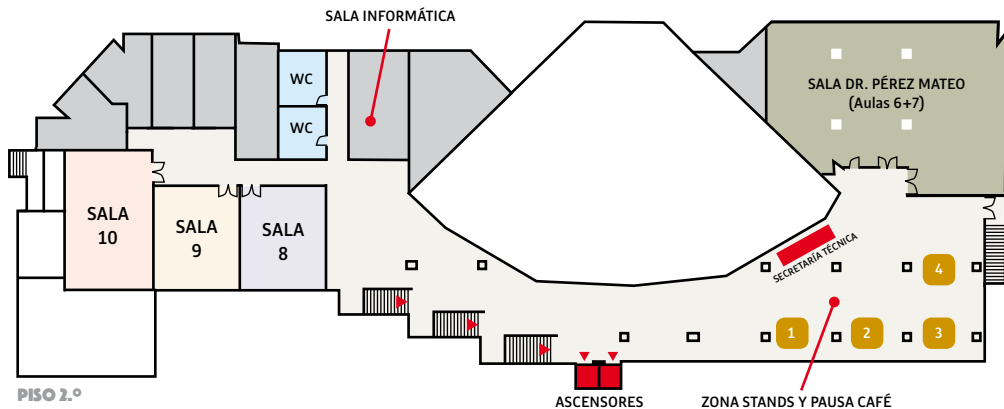 SALA INFORMÁTICA
WC
WC
SALA DR. PÉREZ MATEO
(Aulas 6+7)
SALA
10
SALA
9
SALA
8
SECRETARÍA TÉCNICA
4
1
2
3
PISO 2.º
ASCENSORES
ZONA STANDS Y PAUSA CAFÉ